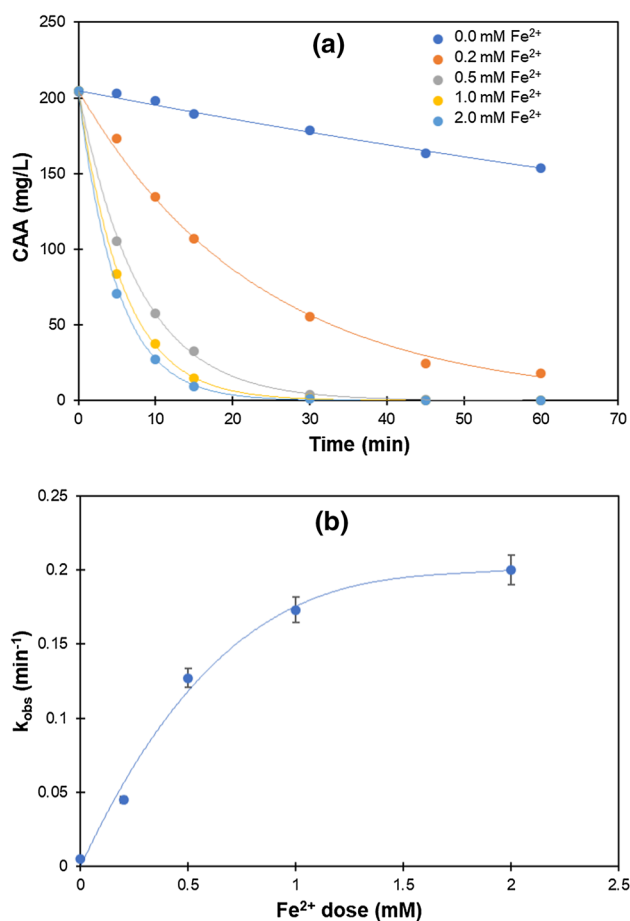 (a)
0.0 mM Fe²⁺
0.2 mM Fe²⁺
0.5 mM Fe²⁺
1.0 mM Fe²⁺
2.0 mM Fe²⁺
250
200
150
100
50
0
CAA (mg/L)
0 10 20 30 40 50 60 70
Time (min)
(b)
0.25
0.2
0.15
0.1
0.05
0
kobs (min⁻¹)
0 0.5 1 1.5 2 2.5
Fe²⁺ dose (mM)